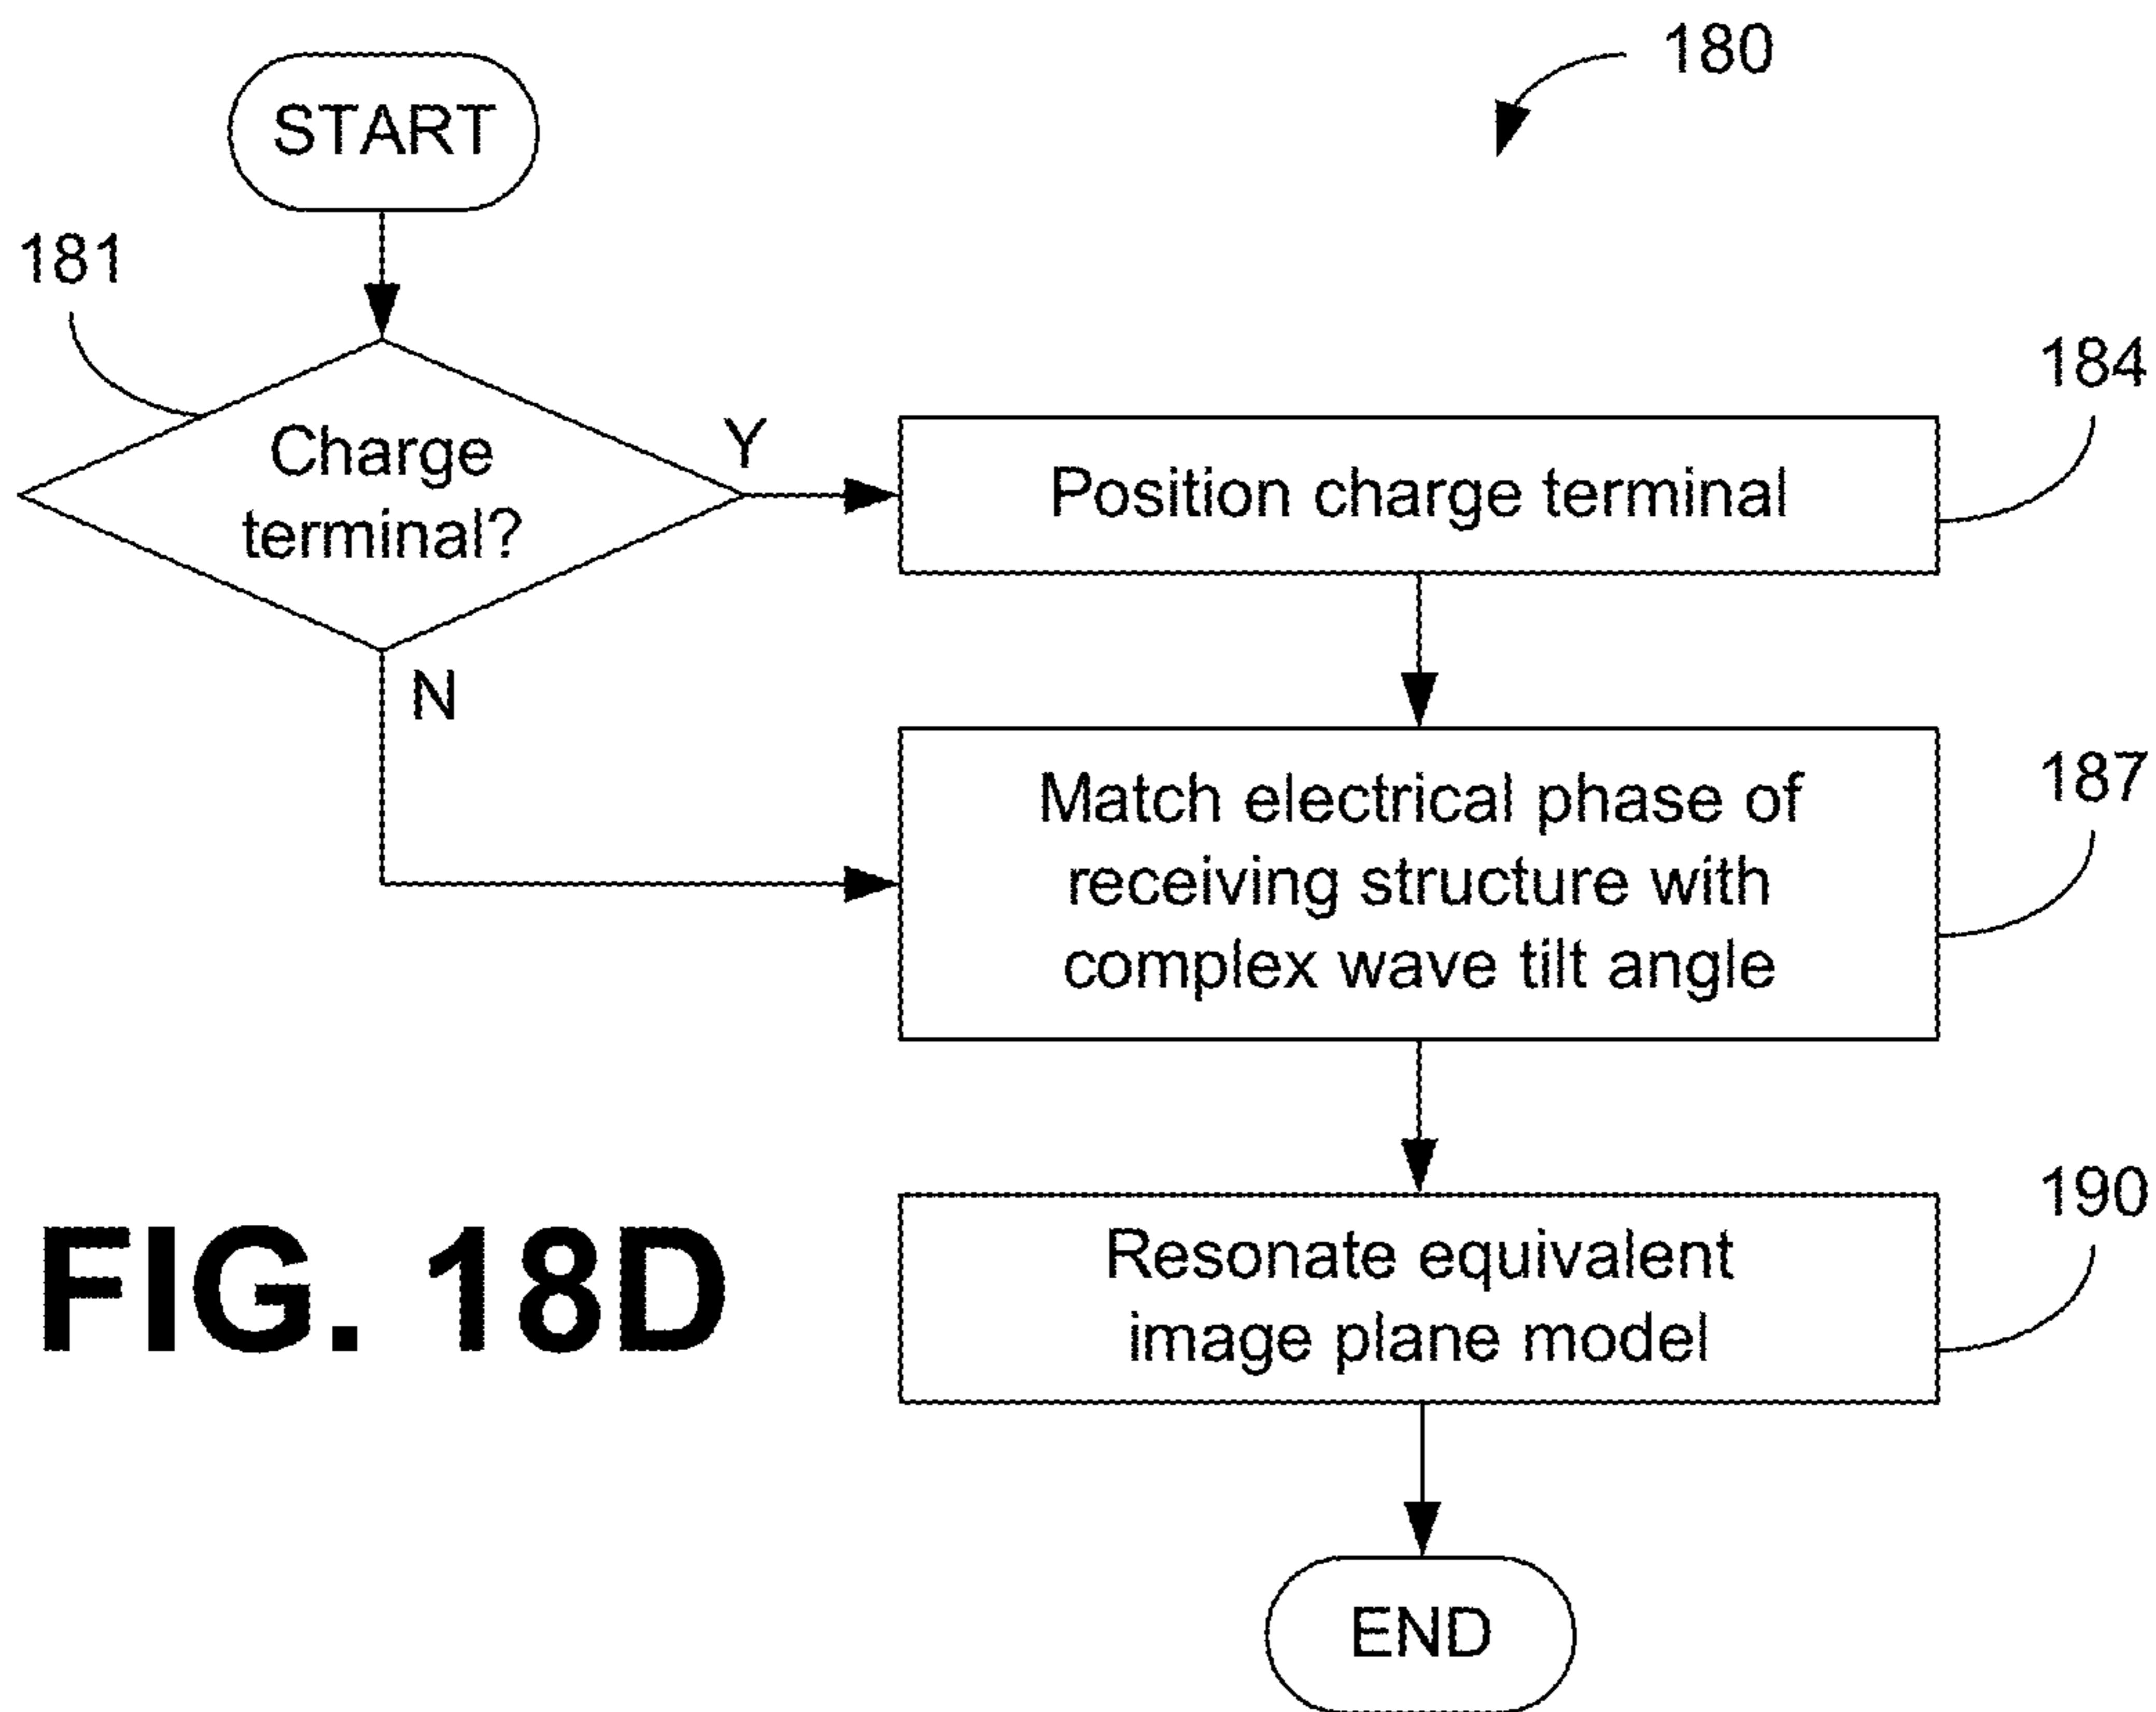 START
180
181
Charge
terminal?
Y
N
Position charge terminal
184
Match electrical phase of
receiving structure with
complex wave tilt angle
187
Resonate equivalent
image plane model
190
END
FIG. 18D